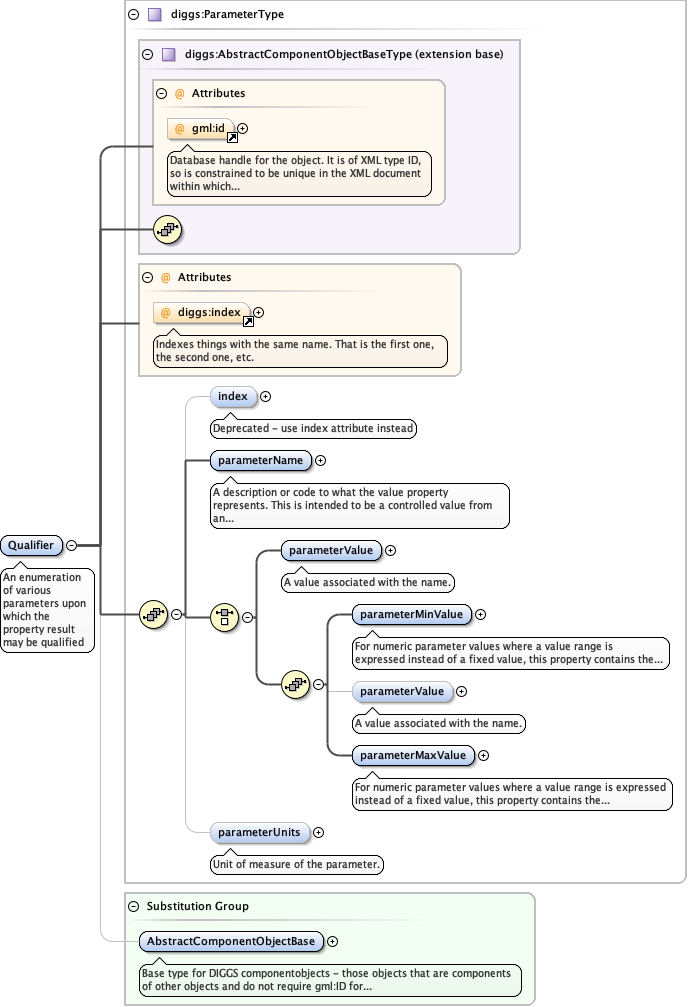 diggs:ParameterType
diggs:AbstractComponentObjectBaseType (extension base)
@ Attributes
@ gml:id
Database handle for the object. It is of XML type ID,
so is constrained to be unique in the XML document
within which...
@ Attributes
@ diggs:index
Indexes things with the same name. That is the first one,
the second one, etc.
index
Deprecated - use index attribute instead
parameterName
A description or code to what the value property
represents. This is intended to be a controlled value from
an...
Qualifier
An enumeration
of various
parameters upon
which the
property result
may be qualified
parameterValue
A value associated with the name.
parameterMinValue
For numeric parameter values where a value range is
expressed instead of a fixed value, this property contains the...
parameterValue
A value associated with the name.
parameterMaxValue
For numeric parameter values where a value range is expressed
instead of a fixed value, this property contains the...
parameterUnits
Unit of measure of the parameter.
Substitution Group
AbstractComponentObjectBase
Base type for DIGGS componentobjects - those objects that are components
of other objects and do not require gml:ID for...